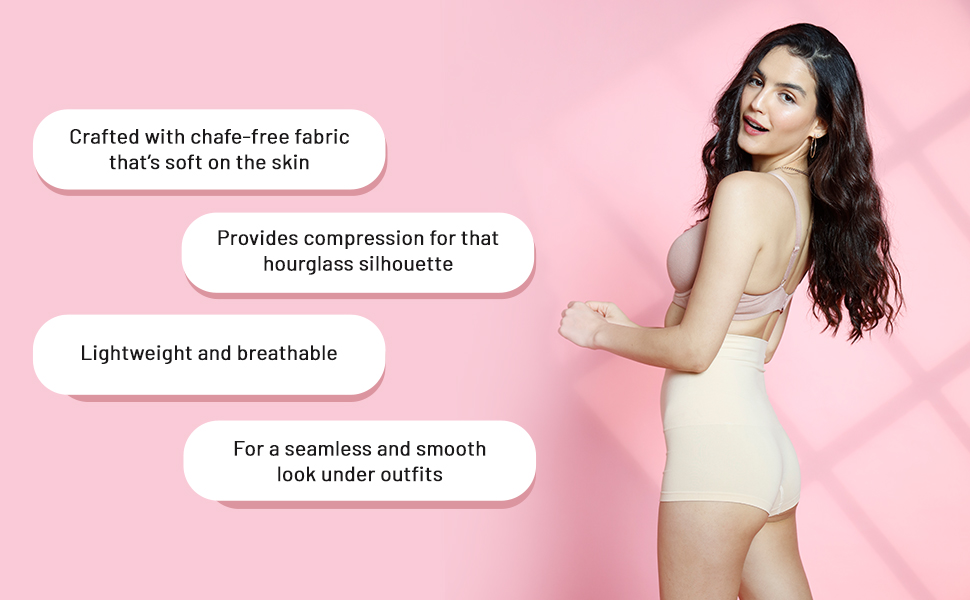 Crafted with chafe-free fabric
that's soft on the skin
Provides compression for that
hourglass silhouette
Lightweight and breathable
For a seamless and smooth
look under outfits